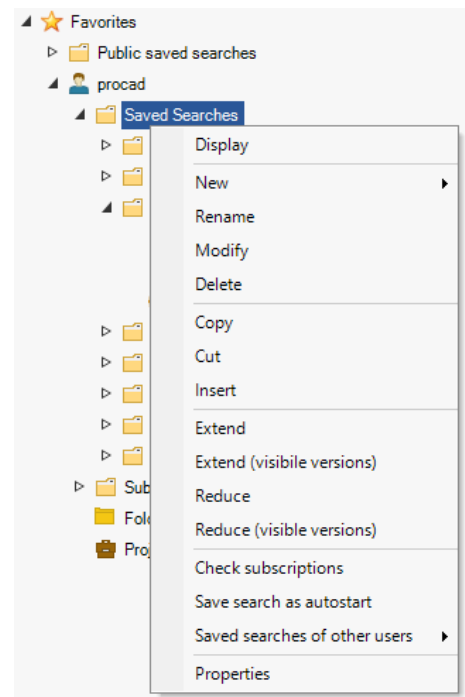 Favorites
Public saved searches
procad
Saved Searches
Display
New
Rename
Modify
Delete
Copy
Cut
Insert
Extend
Extend (visibile versions)
Reduce
Reduce (visible versions)
Check subscriptions
Save search as autostart
Saved searches of other users
Properties